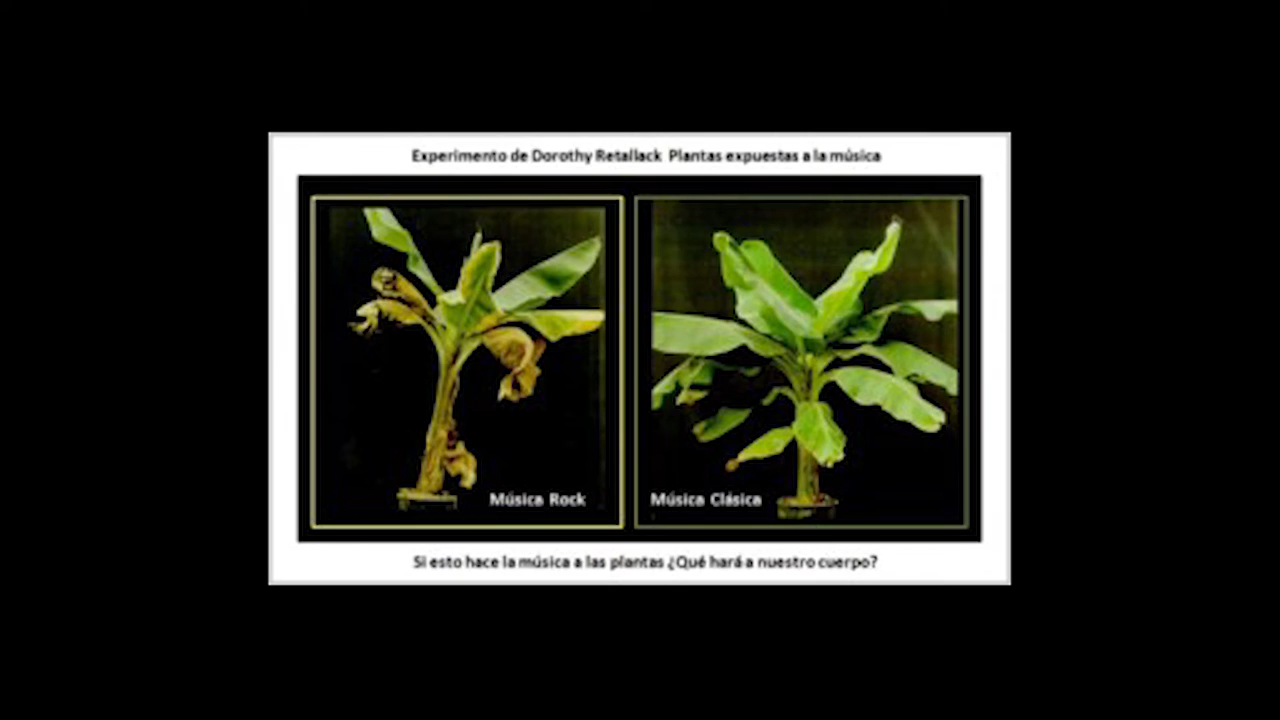 Experimento de Dorothy Retallack Plantas expuestas a la música
Música Rock
Música Clásica
Si esto hace la música a las plantas ¿Qué hará a nuestro cuerpo?